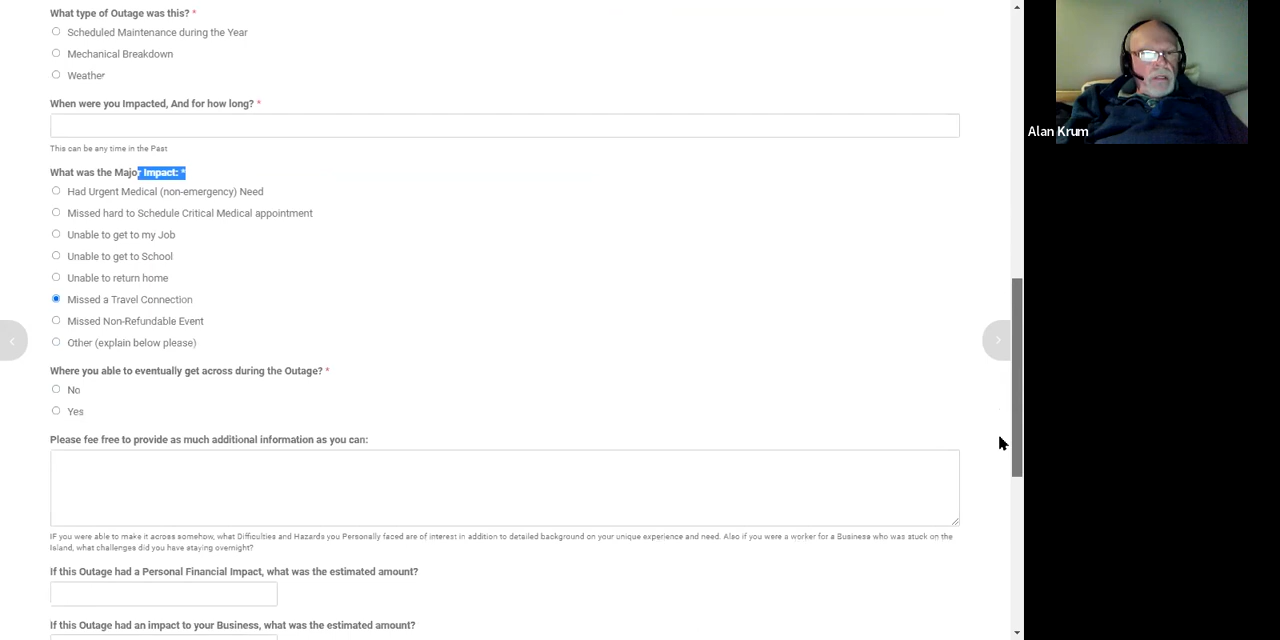 What type of Outage was this? *
Scheduled Maintenance during the Year
Mechanical Breakdown
Weather
When were you Impacted, And for how long? *
This can be any time in the Past
What was the Major Impact: *
Had Urgent Medical (non-emergency) Need
Missed hard to Schedule Critical Medical appointment
Unable to get to my Job
Unable to get to School
Unable to return home
Missed a Travel Connection
Missed Non-Refundable Event
Other (explain below please)
Where you able to eventually get across during the Outage? *
No
Yes
Please fee free to provide as much additional information as you can:
IF you were able to make it across somehow, what Difficulties and Hazards you Personally faced are of interest in addition to detailed background on your unique experience and need. Also if you were a worker for a Business who was stuck on the
Island, what challenges did you have staying overnight?
If this Outage had a Personal Financial Impact, what was the estimated amount?
If this Outage had an impact to your Business, what was the estimated amount?
Alan Krum